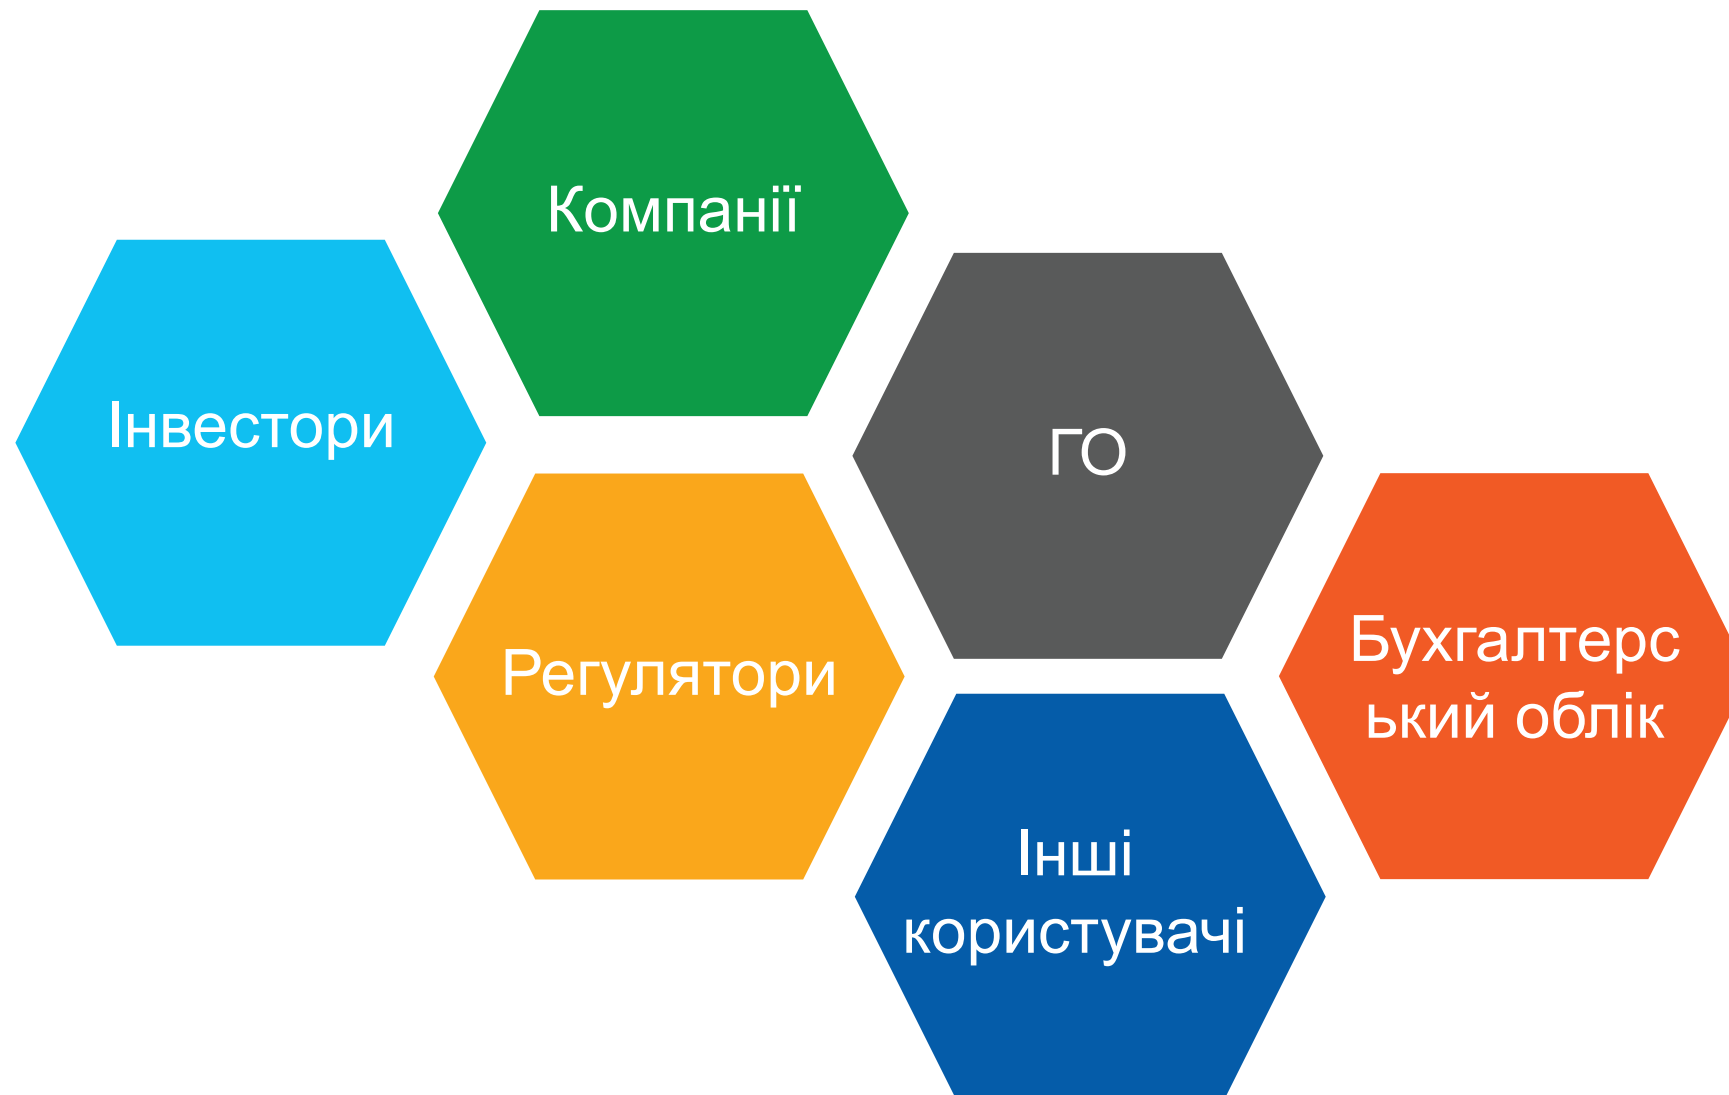 Компанії
Інвестори
ГО
Регулятори
Бухгалтерс
ький облік
Інші
користувачі